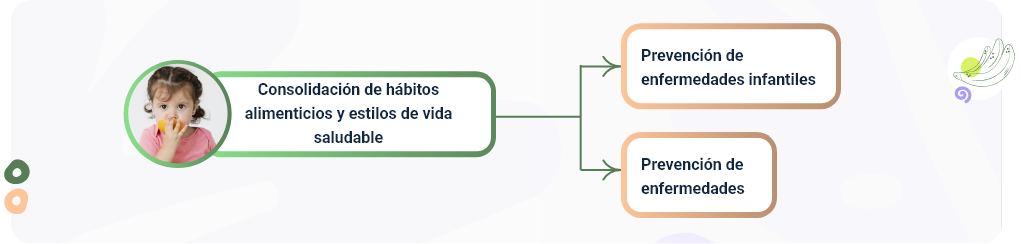 Consolidación de hábitos
alimenticios y estilos de vida
saludable
Prevención de
enfermedades infantiles
Prevención de
enfermedades